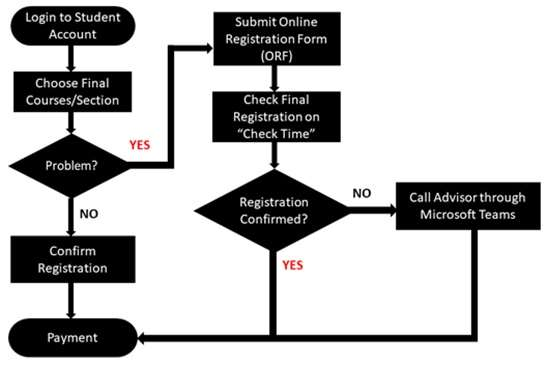 Login to Student
Account
Choose Final
Courses/Section
Problem?
YES
NO
Confirm
Registration
Payment
Submit Online
Registration Form
(ORF)
Check Final
Registration on
“Check Time”
Registration
Confirmed?
NO
YES
Call Advisor through
Microsoft Teams